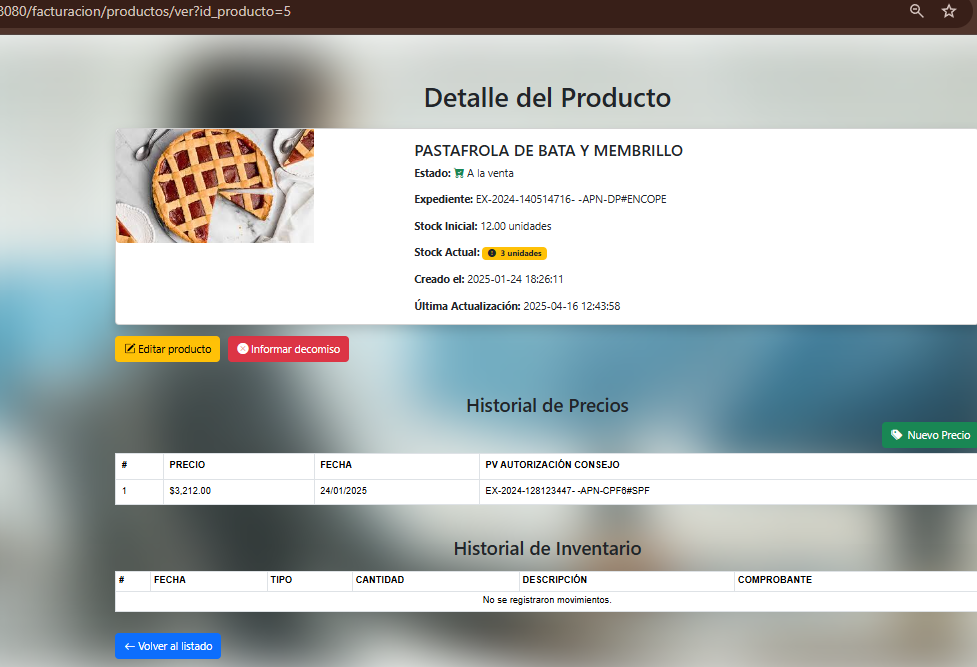 8080/facturacion/productos/ver?id_producto=5
Detalle del Producto
PASTAFROLA DE BATA Y MEMBRILLO
Estado: A la venta
Expediente: EX-2024-140514716- -APN-DP#ENCOPE
Stock Inicial: 12.00 unidades
Stock Actual: 3 unidades
Creado el: 2025-01-24 18:26:11
Última Actualización: 2025-04-16 12:43:58
Editar producto Informar decomiso
Historial de Precios
Nuevo Precio
# PRECIO FECHA PV AUTORIZACIÓN CONSEJO
1 $3,212.00 24/01/2025 EX-2024-128123447- -APN-CPF6#SPF
Historial de Inventario
# FECHA TIPO CANTIDAD DESCRIPCIÓN COMPROBANTE
No se registraron movimientos.
← Volver al listado